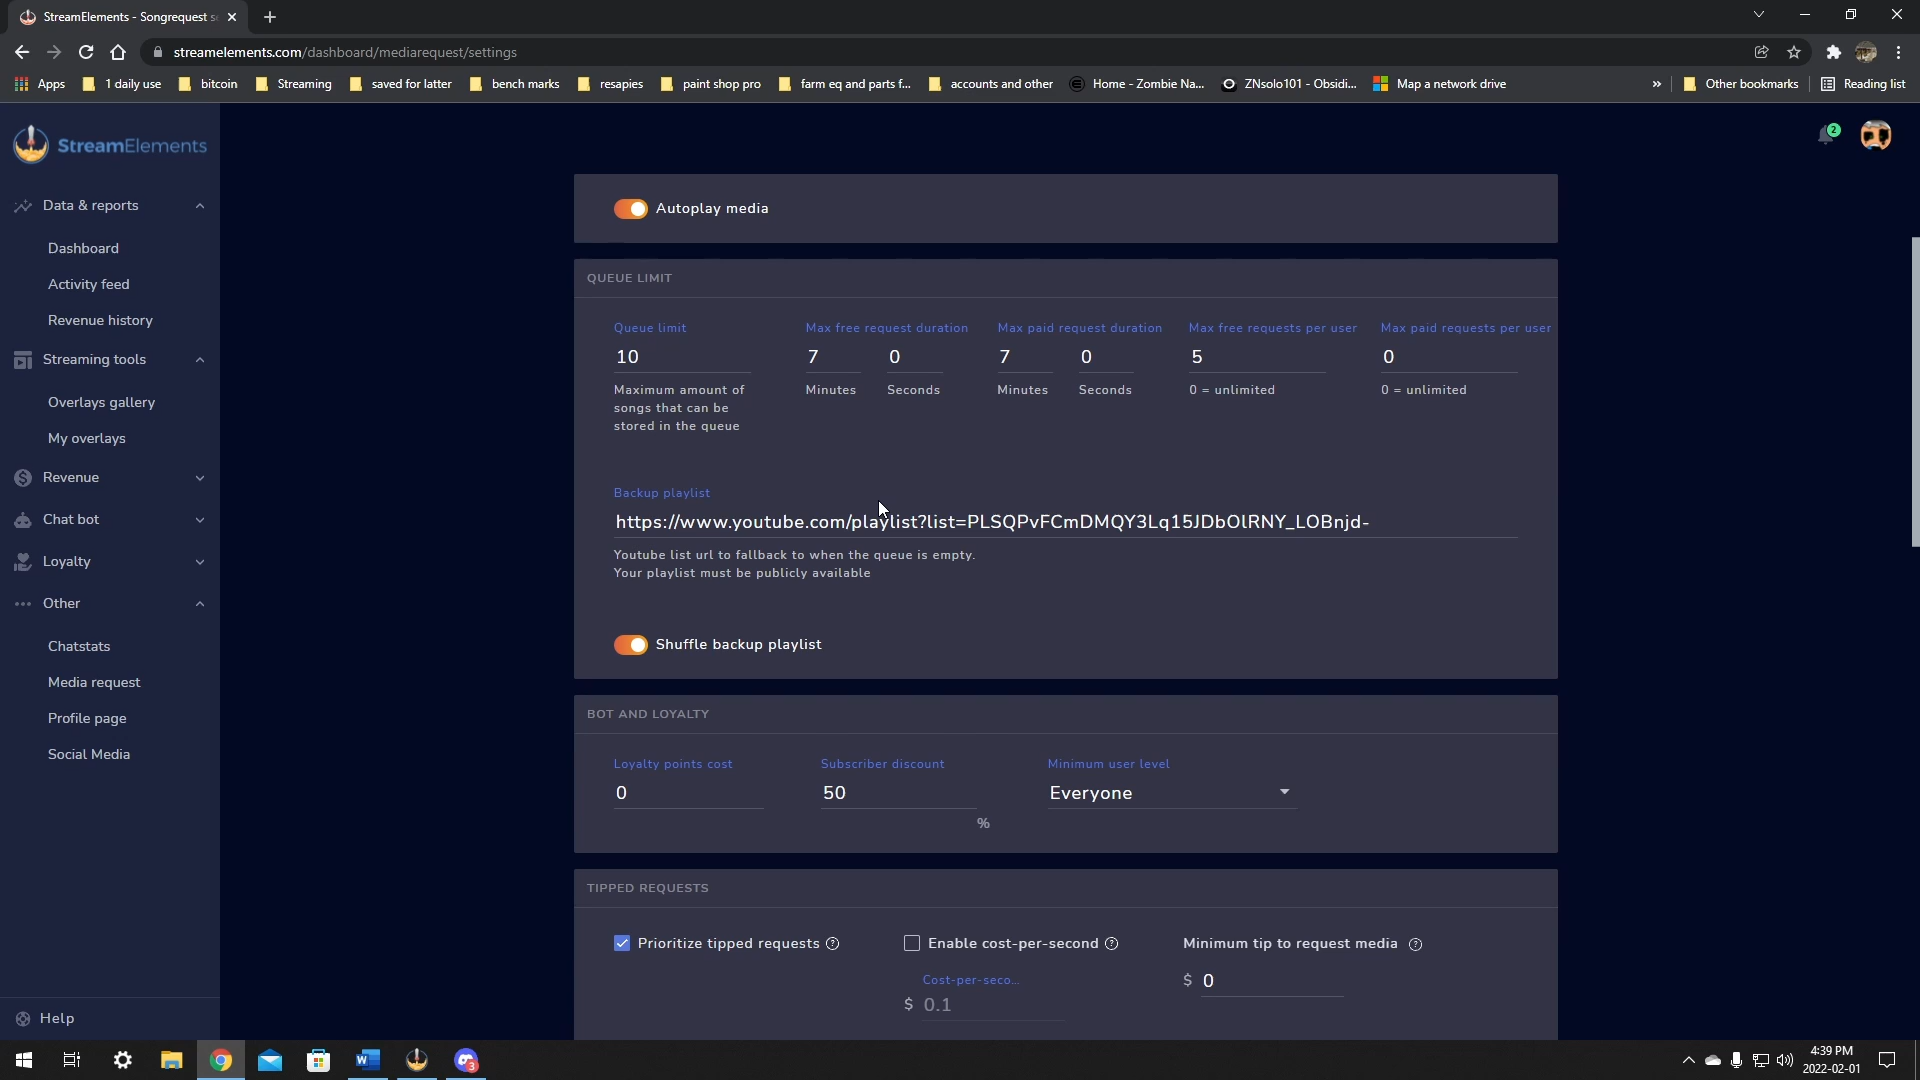 StreamElements - Songrequest s
streamelements.com/dashboard/mediarequest/settings
Apps 1 daily use bitcoin Streaming saved for latter bench marks resapies paint shop pro farm eq and parts f... accounts and other Home - Zombie Na... ZNsolo101 - Obsidi... Map a network drive » Other bookmarks Reading list
StreamElements
2
Data & reports
Dashboard
Activity feed
Revenue history
Streaming tools
Overlays gallery
My overlays
Revenue
Chat bot
Loyalty
Other
Chatstats
Media request
Profile page
Social Media
Help
Autoplay media
QUEUE LIMIT
Queue limit Max free request duration Max paid request duration Max free requests per user Max paid requests per user
10 7 0 7 0 5 0
Maximum amount of Minutes Seconds Minutes Seconds 0 = unlimited 0 = unlimited
songs that can be
stored in the queue
Backup playlist
https://www.youtube.com/playlist?list=PLSQPvFCmDMQY3Lq15JDbOlRNY_LOBnjd-
Youtube list url to fallback to when the queue is empty.
Your playlist must be publicly available
Shuffle backup playlist
BOT AND LOYALTY
Loyalty points cost Subscriber discount Minimum user level
0 50 Everyone
%
TIPPED REQUESTS
Prioritize tipped requests ? Enable cost-per-second ? Minimum tip to request media ?
Cost-per-seco... $ 0
$ 0.1
3
4:39 PM
2022-02-01